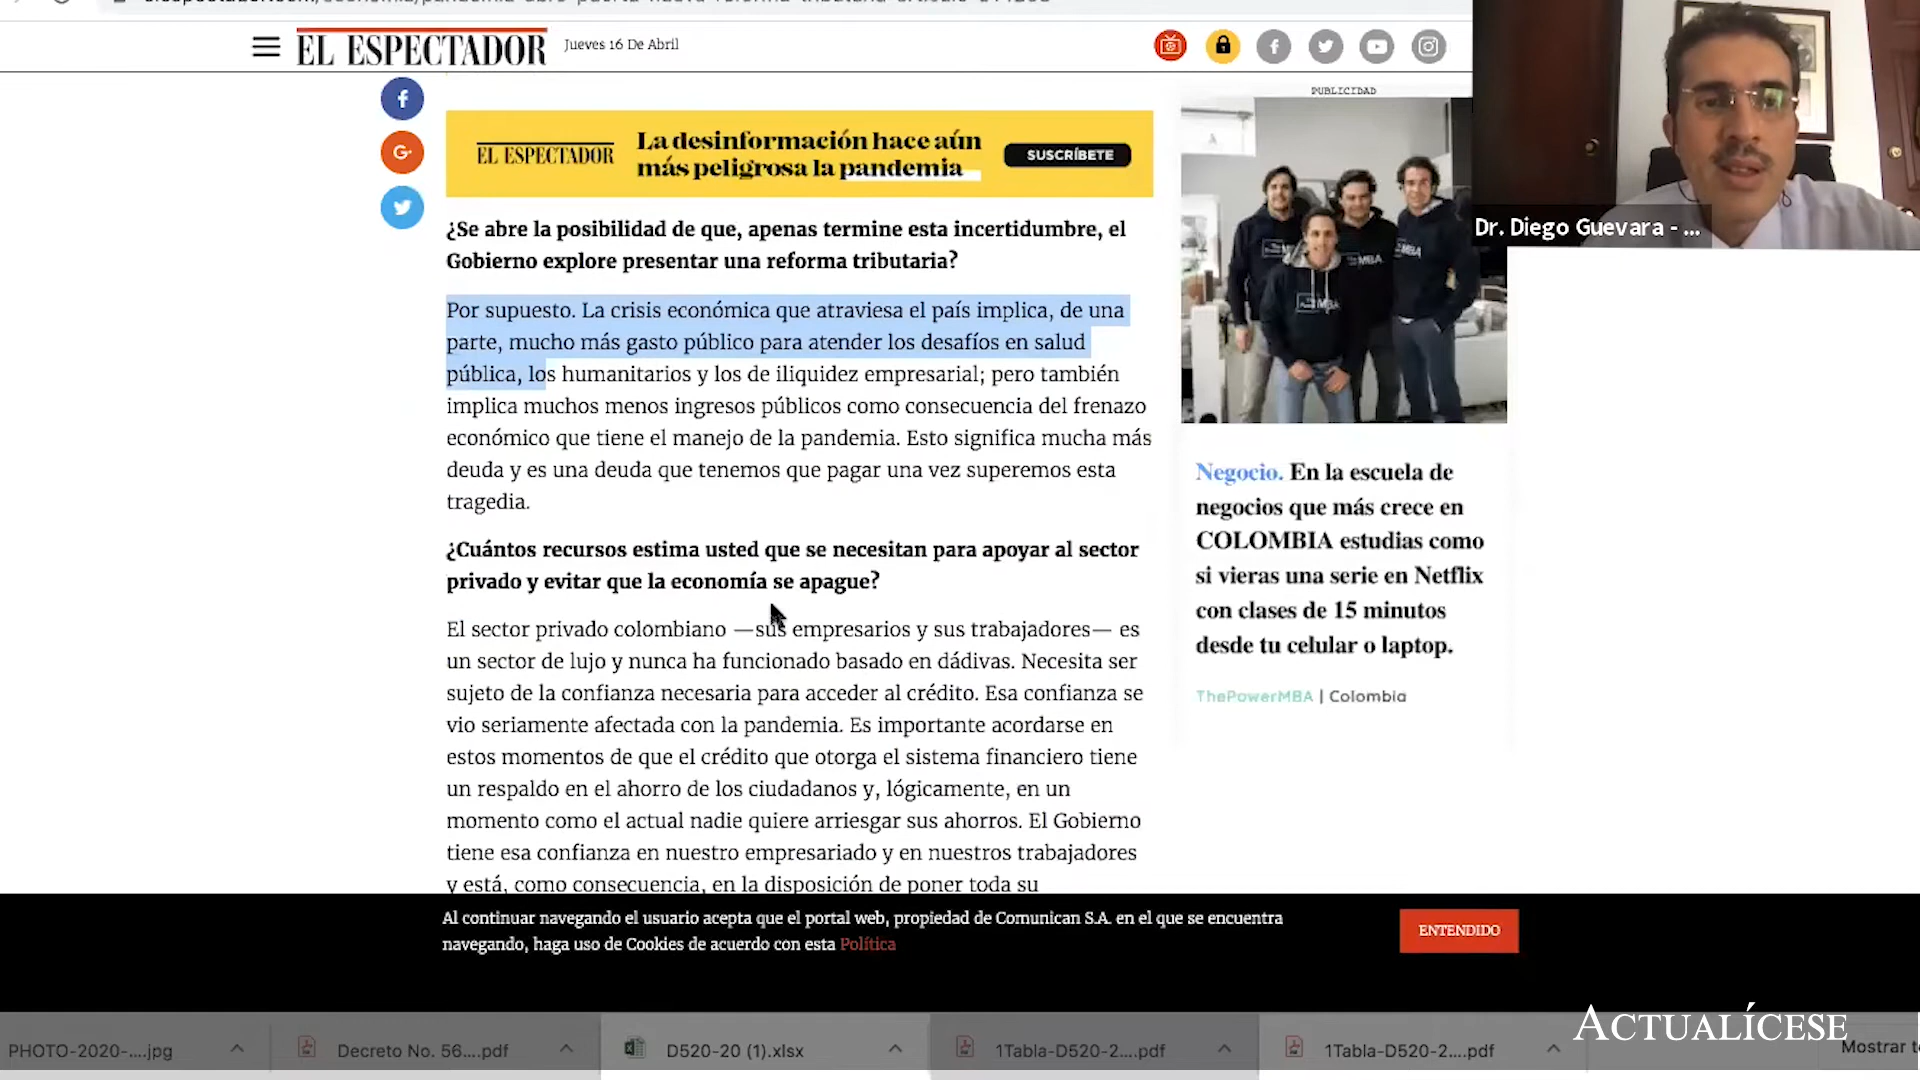 EL ESPECTADOR
Jueves 16 De Abril
EL ESPECTADOR
La desinformación hace aún
más peligrosa la pandemia
SUSCRÍBETE
¿Se abre la posibilidad de que, apenas termine esta incertidumbre, el
Gobierno explore presentar una reforma tributaria?
Por supuesto. La crisis económica que atraviesa el país implica, de una
parte, mucho más gasto público para atender los desafíos en salud
pública, los humanitarios y los de iliquidez empresarial; pero también
implica muchos menos ingresos públicos como consecuencia del frenazo
económico que tiene el manejo de la pandemia. Esto significa mucha más
deuda y es una deuda que tenemos que pagar una vez superemos esta
tragedia.
¿Cuántos recursos estima usted que se necesitan para apoyar al sector
privado y evitar que la economía se apague?
El sector privado colombiano —sus empresarios y sus trabajadores— es
un sector de lujo y nunca ha funcionado basado en dádivas. Necesita ser
sujeto de la confianza necesaria para acceder al crédito. Esa confianza se
vio seriamente afectada con la pandemia. Es importante acordarse en
estos momentos de que el crédito que otorga el sistema financiero tiene
un respaldo en el ahorro de los ciudadanos y, lógicamente, en un
momento como el actual nadie quiere arriesgar sus ahorros. El Gobierno
tiene esa confianza en nuestro empresariado y en nuestros trabajadores
y está, como consecuencia, en la disposición de poner toda su
PUBLICIDAD
MBA
MBA
MBA
Negocio. En la escuela de
negocios que más crece en
COLOMBIA estudias como
si vieras una serie en Netflix
con clases de 15 minutos
desde tu celular o laptop.
ThePowerMBA | Colombia
Dr. Diego Guevara - ...
Al continuar navegando el usuario acepta que el portal web, propiedad de Comunican S.A. en el que se encuentra
navegando, haga uso de Cookies de acuerdo con esta Política
ENTENDIDO
PHOTO-2020-....jpg
Decreto No. 56....pdf
D520-20 (1).xlsx
1Tabla-D520-2....pdf
1Tabla-D520-2....pdf
Mostrar
ACTUALÍCESE